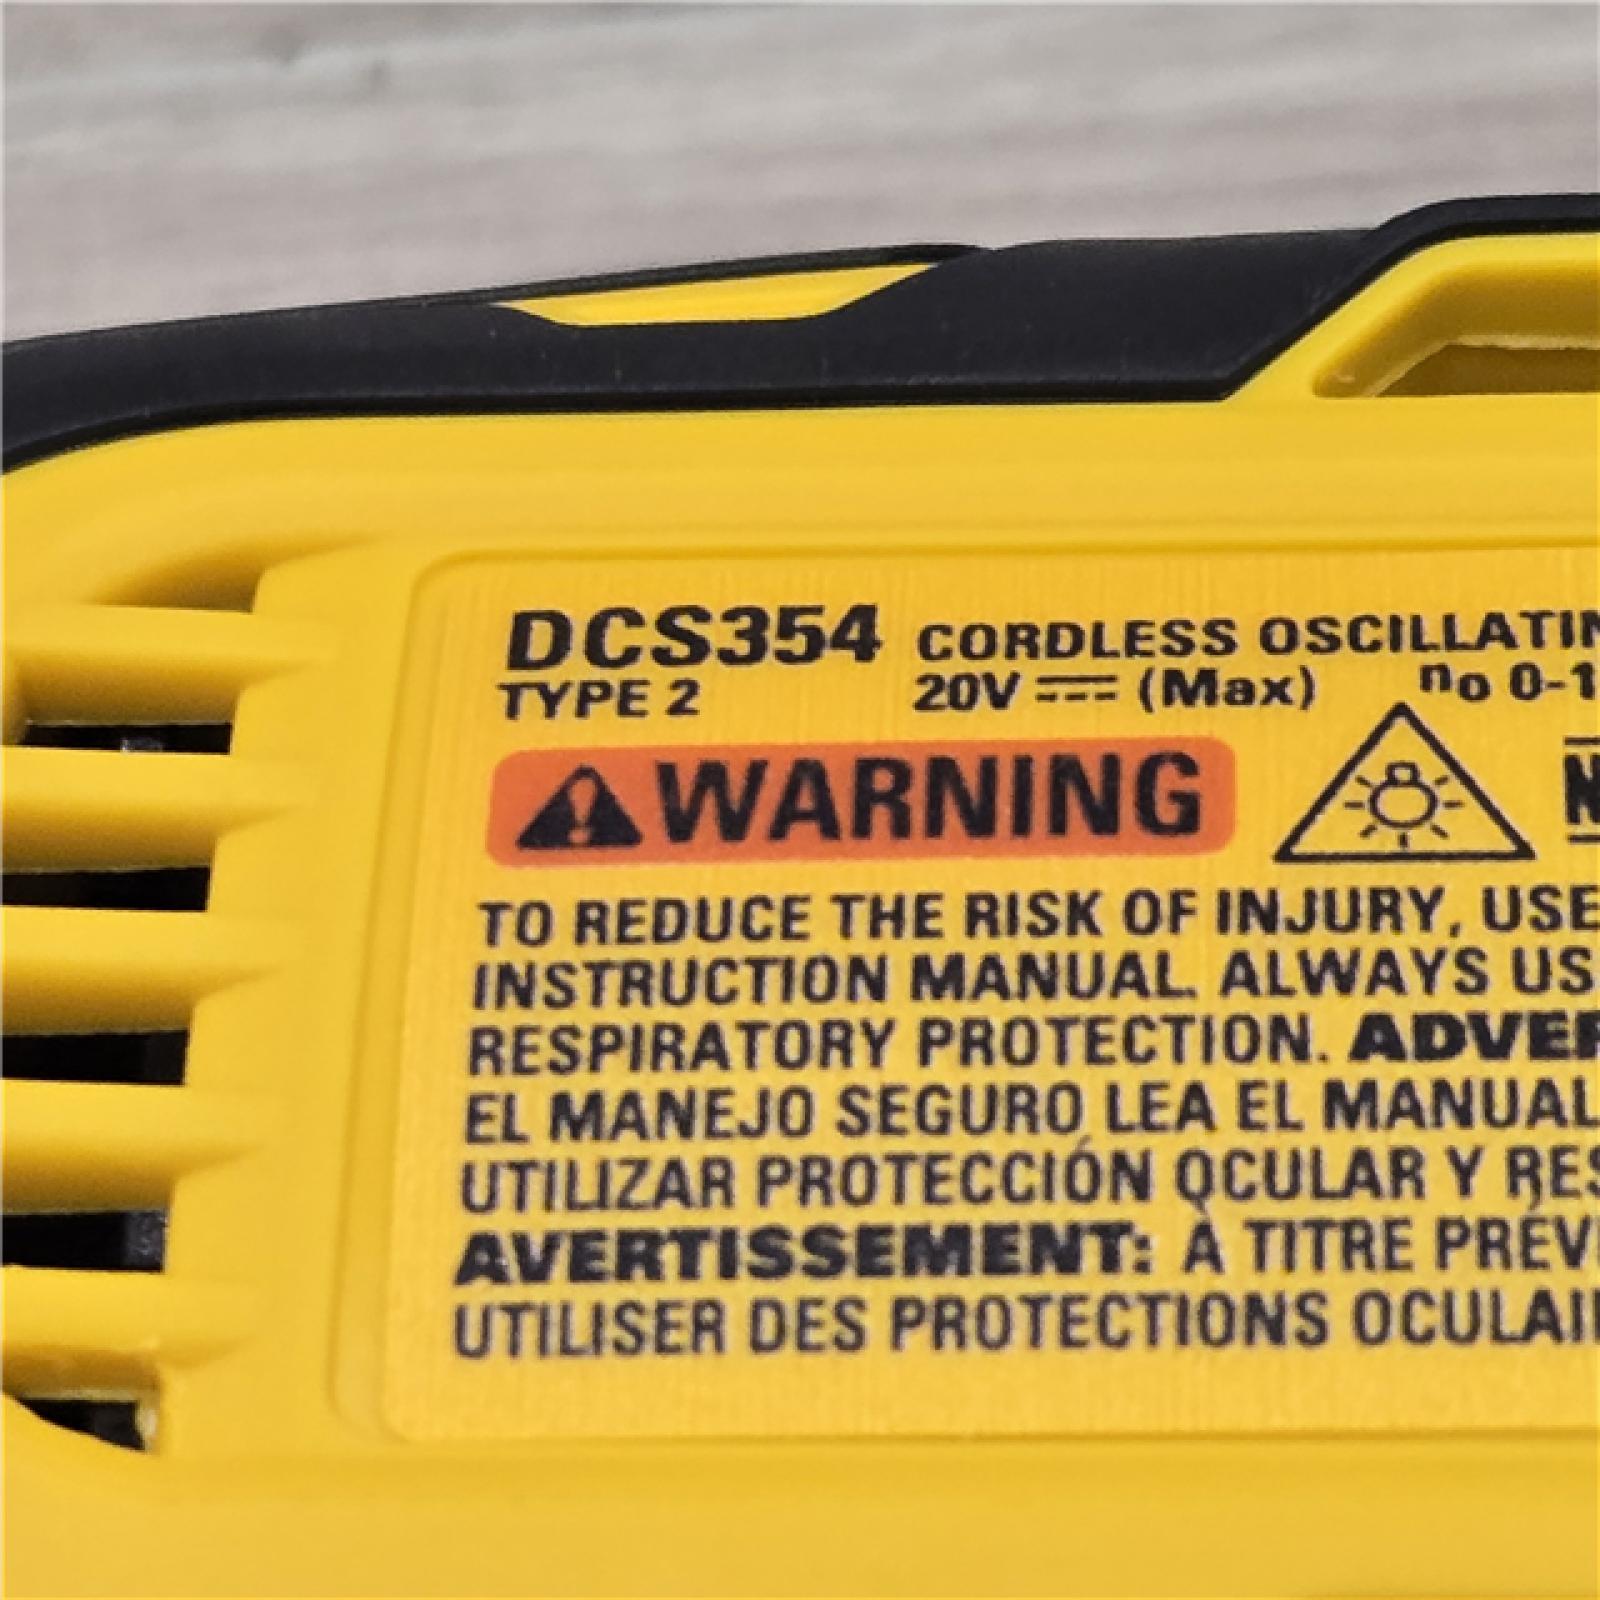 DCS354 CORDLESS OSCILLATIN
TYPE 2 20V (Max) no 0-1
WARNING
TO REDUCE THE RISK OF INJURY, USE
INSTRUCTION MANUAL. ALWAYS US
RESPIRATORY PROTECTION. ADVER
EL MANEJO SEGURO LEA EL MANUAL
UTILIZAR PROTECCIÓN OCULAR Y RES
AVERTISSEMENT: À TITRE PRÉV
UTILISER DES PROTECTIONS OCULAI